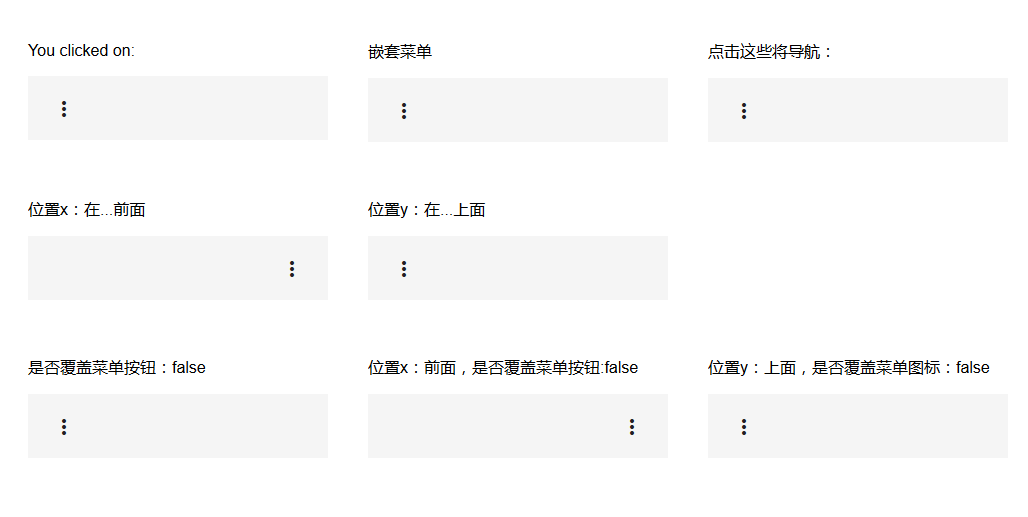 You clicked on:
嵌套菜单
点击这些将导航：
位置x：在...前面
位置y：在...上面
是否覆盖菜单按钮：false
位置x：前面，是否覆盖菜单按钮:false
位置y：上面，是否覆盖菜单图标：false